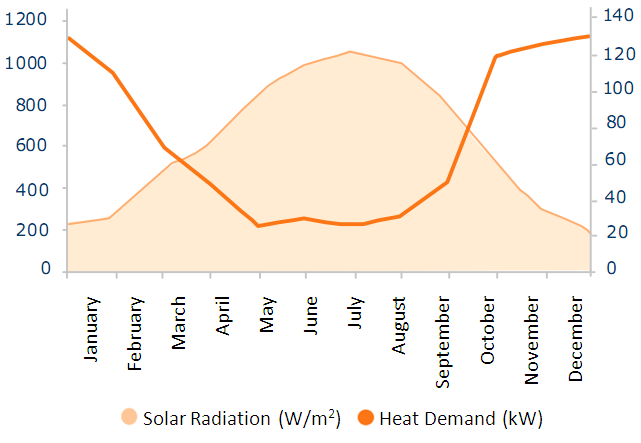 1200
1000
800
600
400
200
0
140
120
100
80
60
40
20
0
January
February
March
April
May
June
July
August
September
October
November
December
Solar Radiation (W/m²) Heat Demand (kW)